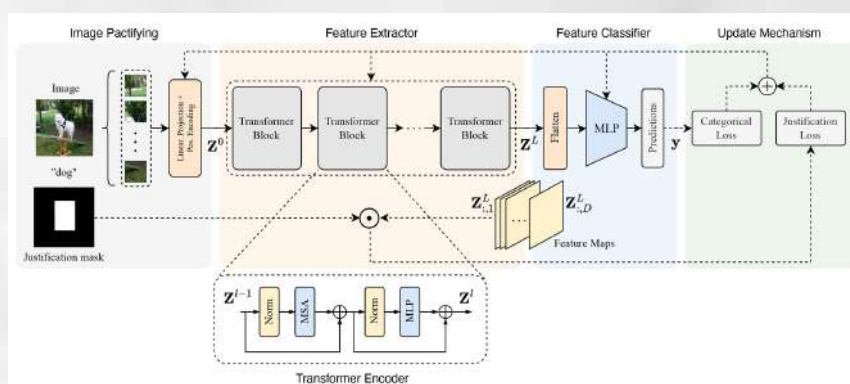 Image Pactifying
Feature Extractor
Feature Classifier
Update Mechanism
Image
"dog"
Linear Projection +
Pos. Encoding
Z⁰
Transformer
Block
Transformer
Block
Transformer
Block
Z^L
Flatten
MLP
Predictions
y
Categorical
Loss
Justification
Loss
Justification mask
Z^L_{:,1}
Z^L_{:,D}
Feature Maps
Z^{l-1}
Norm
MSA
Norm
MLP
Z^l
Transformer Encoder